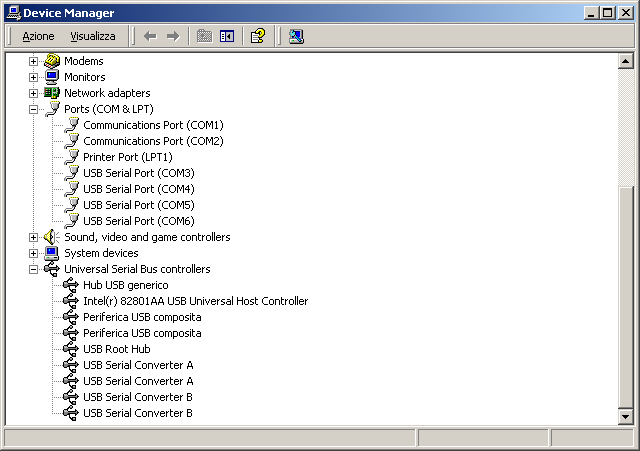 Device Manager
Azione Visualizza
Modems
Monitors
Network adapters
Ports (COM & LPT)
Communications Port (COM1)
Communications Port (COM2)
Printer Port (LPT1)
USB Serial Port (COM3)
USB Serial Port (COM4)
USB Serial Port (COM5)
USB Serial Port (COM6)
Sound, video and game controllers
System devices
Universal Serial Bus controllers
Hub USB generico
Intel(r) 82801AA USB Universal Host Controller
Periferica USB composita
Periferica USB composita
USB Root Hub
USB Serial Converter A
USB Serial Converter A
USB Serial Converter B
USB Serial Converter B